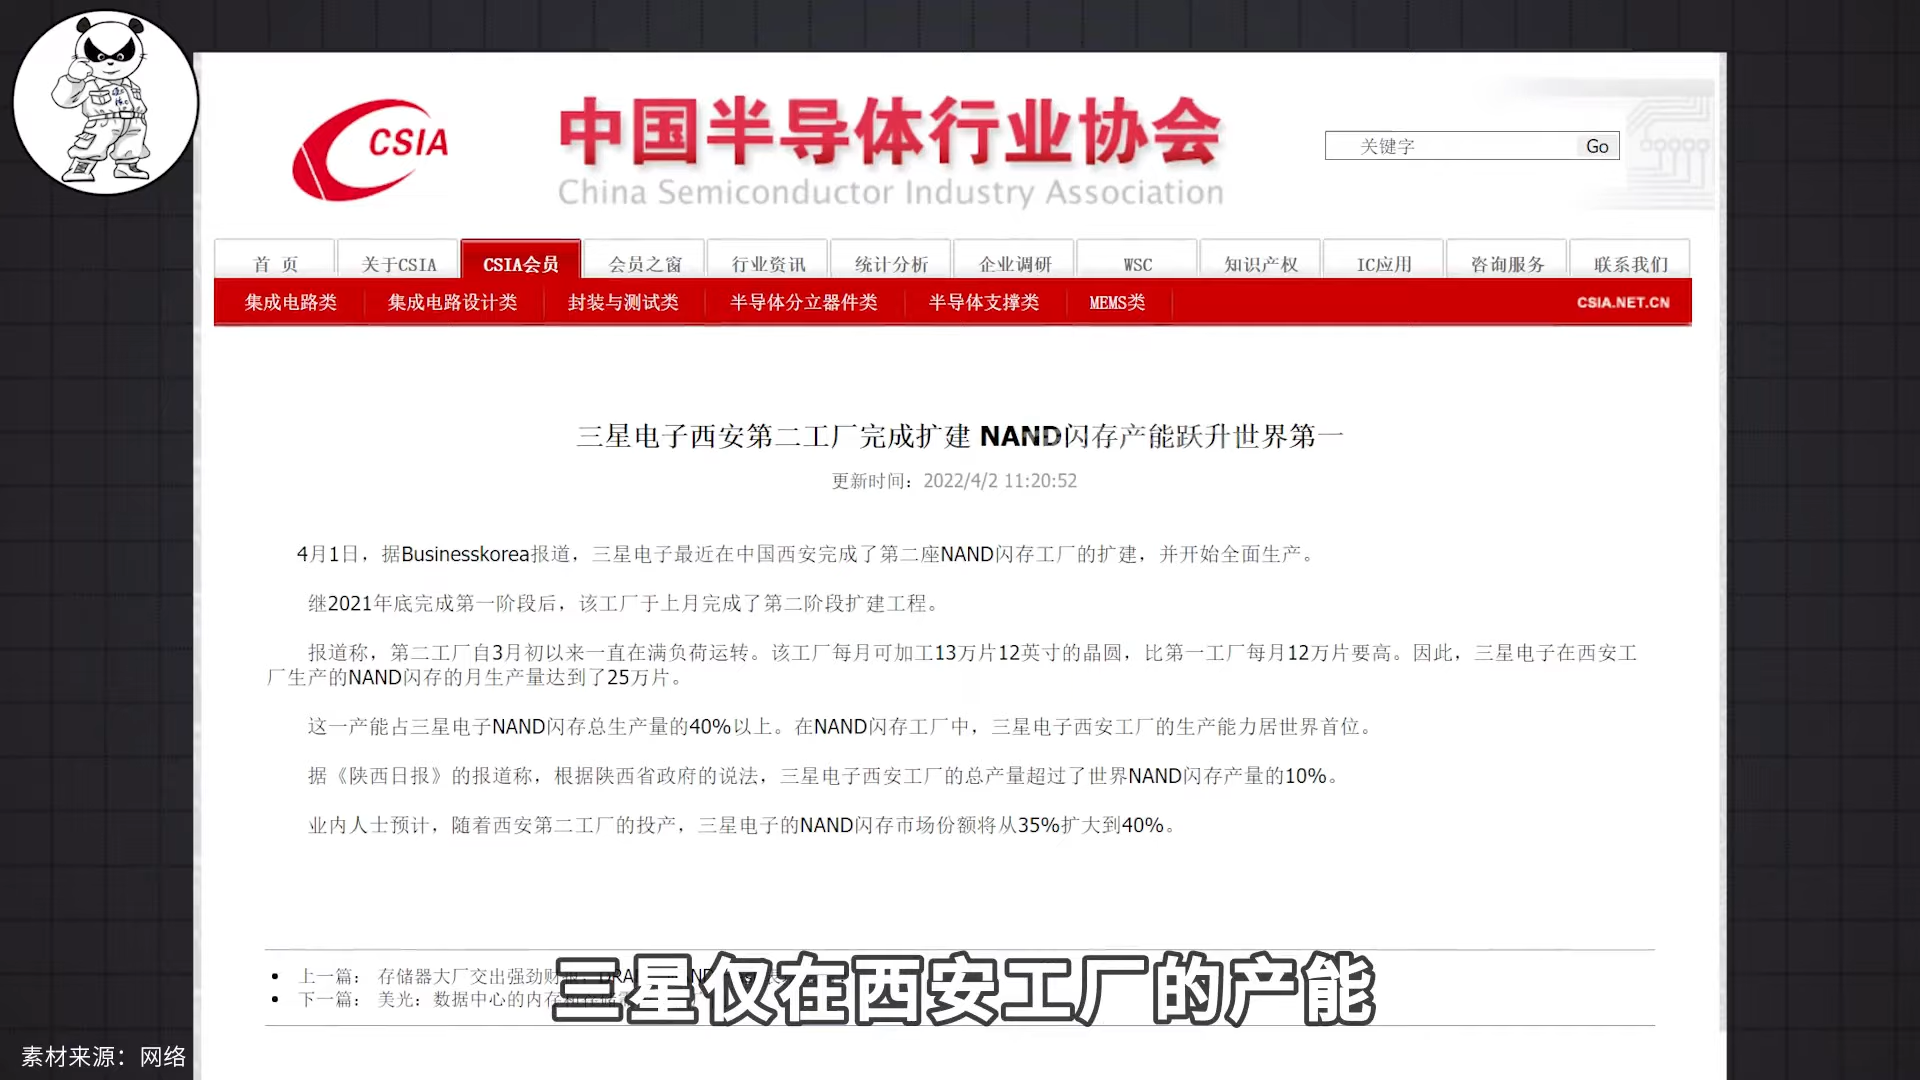 CSIA
中国半导体行业协会
China Semiconductor Industry Association
关键字 Go
首 页 关于CSIA CSIA会员 会员之窗 行业资讯 统计分析 企业调研 WSC 知识产权 IC应用 咨询服务 联系我们
集成电路类 集成电路设计类 封装与测试类 半导体分立器件类 半导体支撑类 MEMS类 CSIA.NET.CN
三星电子西安第二工厂完成扩建 NAND闪存产能跃升世界第一
更新时间：2022/4/2 11:20:52
4月1日，据Businesskorea报道，三星电子最近在中国西安完成了第二座NAND闪存工厂的扩建，并开始全面生产。
继2021年底完成第一阶段后，该工厂于上月完成了第二阶段扩建工程。
报道称，第二工厂自3月初以来一直在满负荷运转。该工厂每月可加工13万片12英寸的晶圆，比第一工厂每月12万片要高。因此，三星电子在西安工
厂生产的NAND闪存的月生产量达到了25万片。
这一产能占三星电子NAND闪存总生产量的40%以上。在NAND闪存工厂中，三星电子西安工厂的生产能力居世界首位。
据《陕西日报》的报道称，根据陕西省政府的说法，三星电子西安工厂的总产量超过了世界NAND闪存产量的10%。
业内人士预计，随着西安第二工厂的投产，三星电子的NAND闪存市场份额将从35%扩大到40%。
上一篇： 存储器大厂交出强劲财
下一篇： 美光：数据中心的内存
三星仅在西安工厂的产能
素材来源：网络